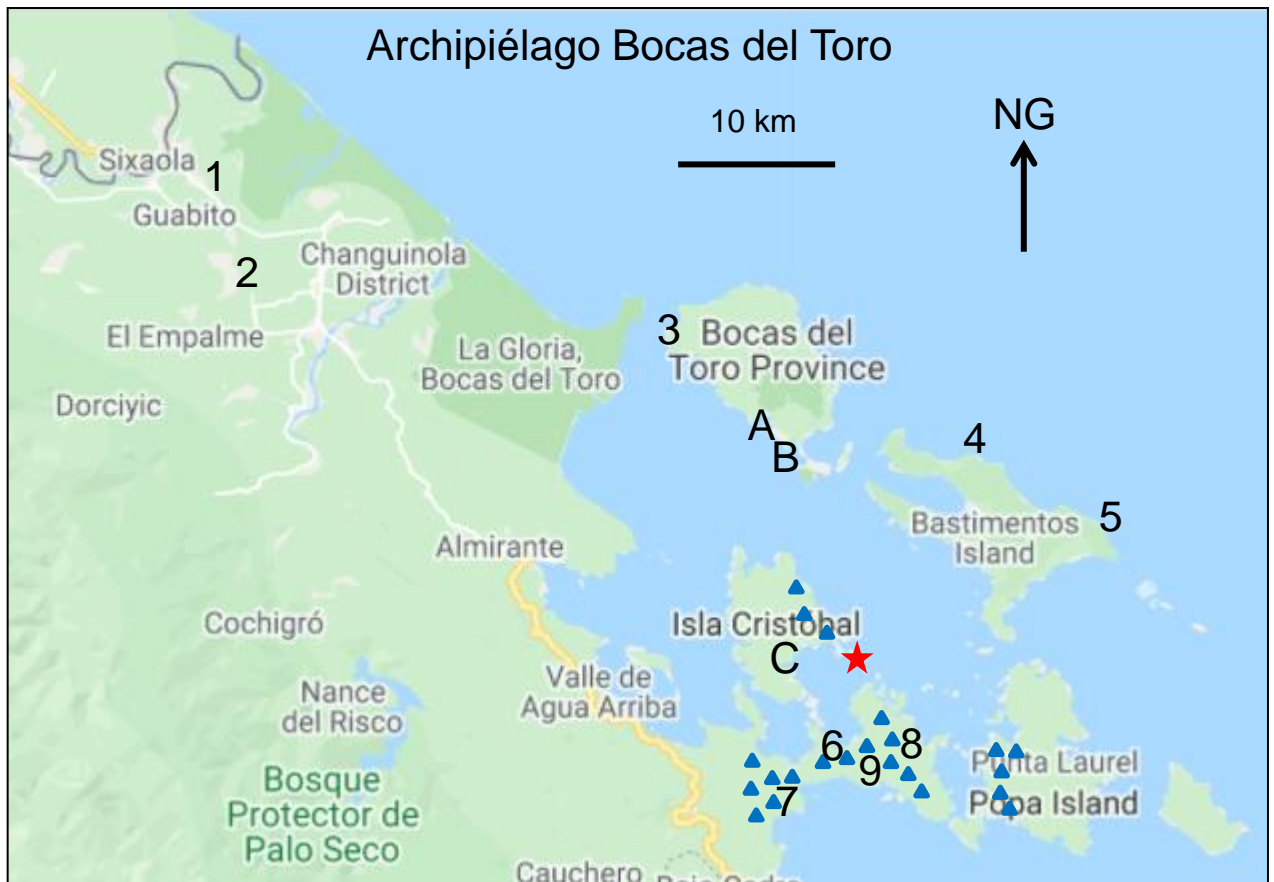 Archipiélago Bocas del Toro
10 km
NG
Sixaola
1
Guabito
2
Changuinola
District
El Empalme
3
Bocas del
Toro Province
La Gloria,
Bocas del Toro
Dorciyic
A
B
4
5
Bastimentos
Island
Almirante
Cochigró
Isla Cristóbal
C
Valle de
Agua Arriba
Nance
del Risco
6
8
9
7
Punta Laurel
Popa Island
Bosque
Protector de
Palo Seco
Cauchero